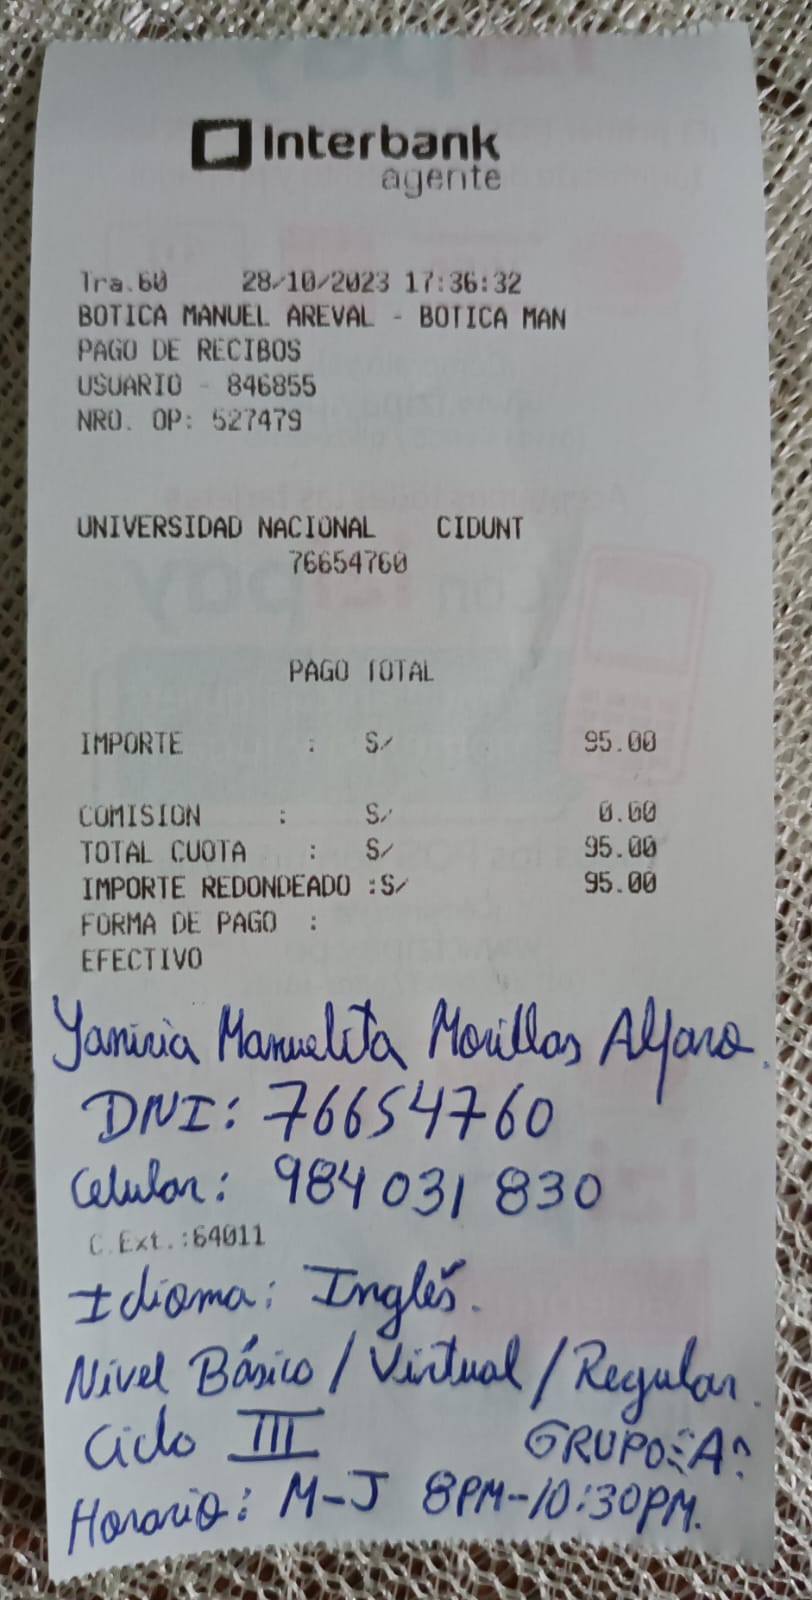 Interbank
agente
Tra.60 28/10/2023 17:36:32
BOTICA MANUEL AREVAL - BOTICA MAN
PAGO DE RECIBOS
USUARIO - 846855
NRO. OP: 527479
UNIVERSIDAD NACIONAL CIDUNT
76654760
PAGO TOTAL
IMPORTE : S/ 95.00
COMISION : S/ 0.00
TOTAL CUOTA : S/ 95.00
IMPORTE REDONDEADO :S/ 95.00
FORMA DE PAGO :
EFECTIVO
Manuelita Morillas Alfaro.
DNI: 76654760
Celular: 984 031 830
C.Ext.:64011
Idioma: Inglés.
Nivel Básico / Virtual / Regular.
Ciclo III GRUPO: "A"
Horario: M-J 8PM-10:30PM.